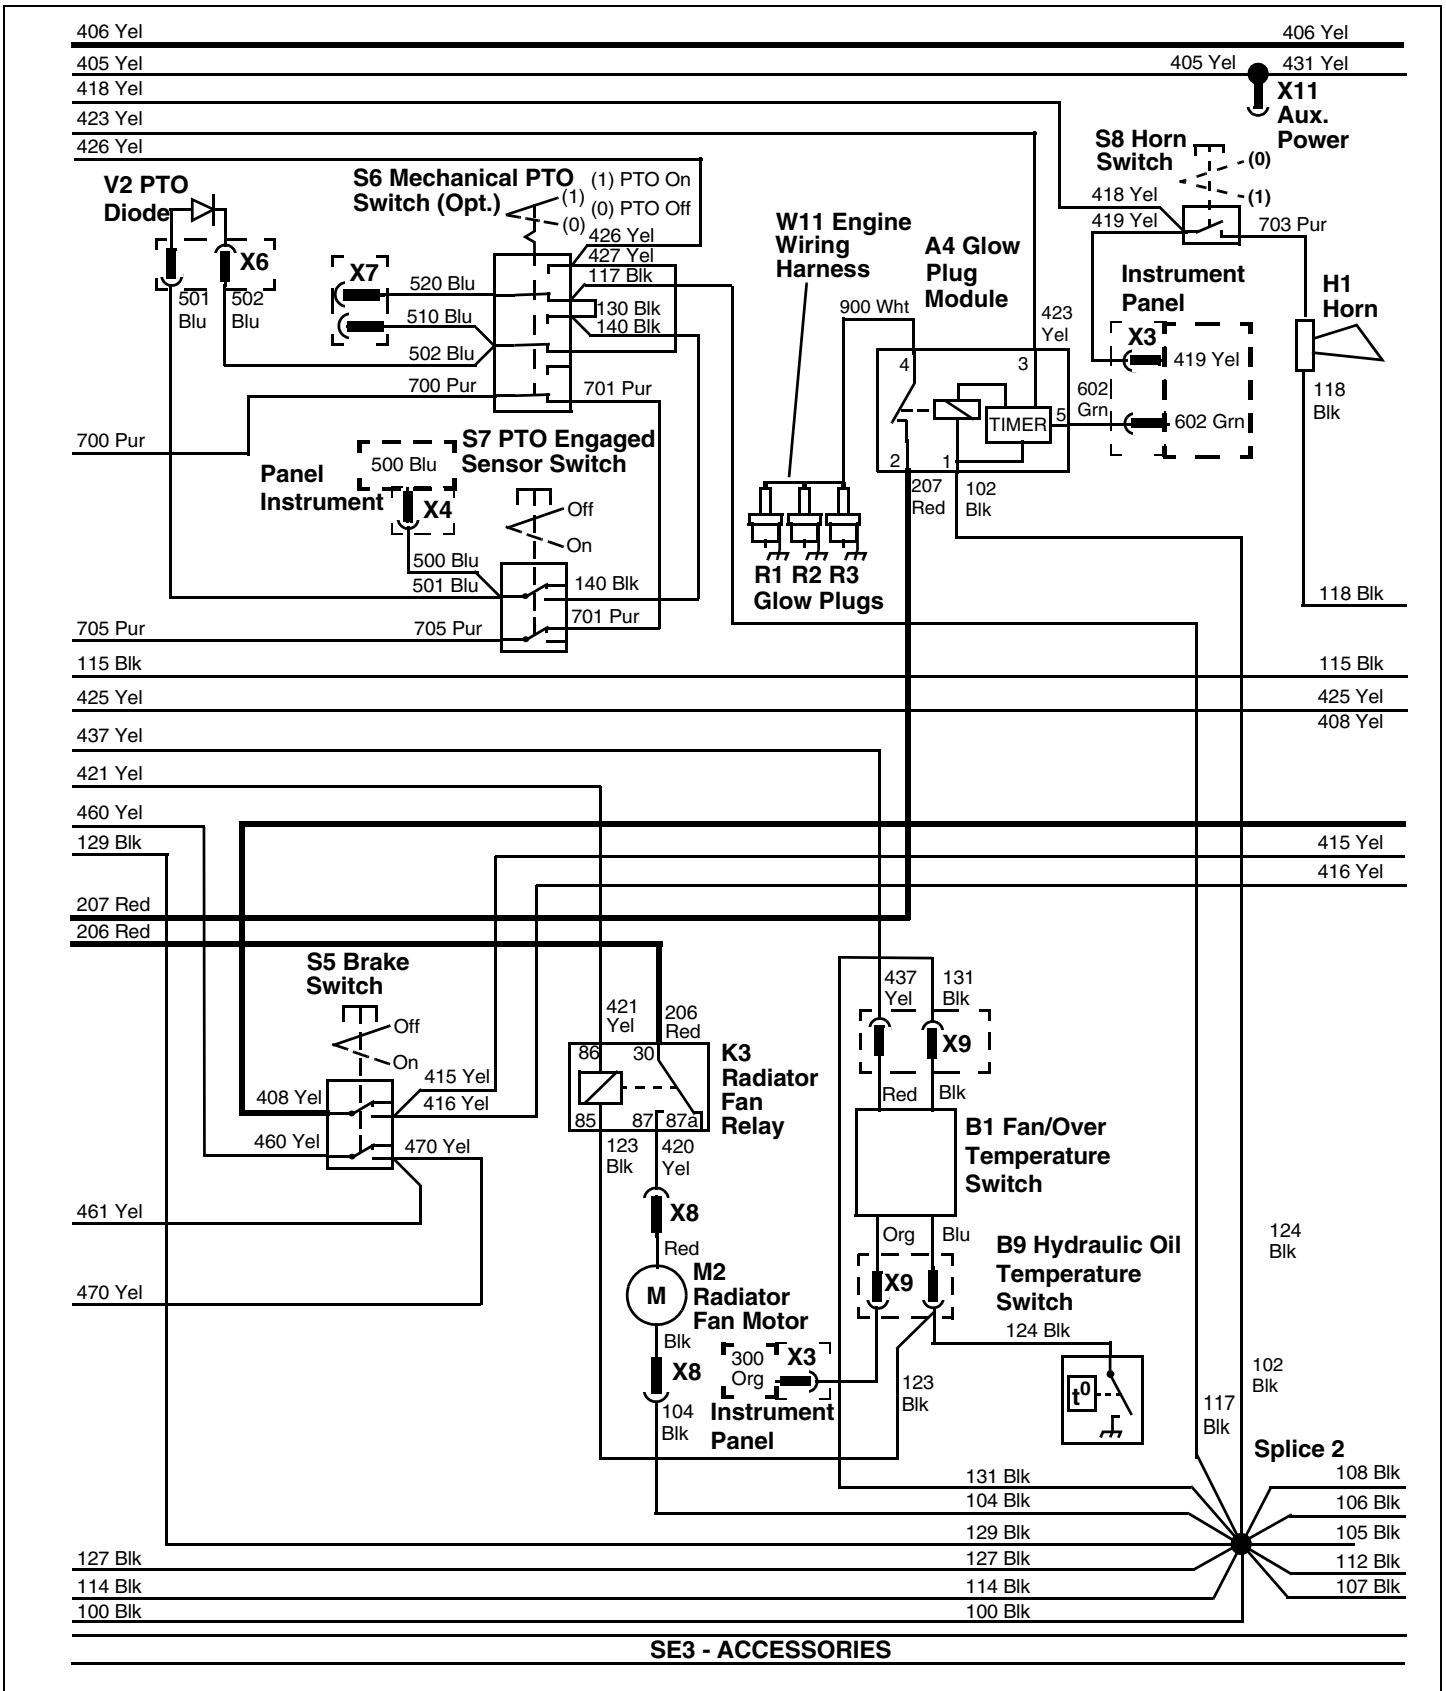 406 Yel
406 Yel
405 Yel
405 Yel
431 Yel
418 Yel
X11
Aux.
Power
423 Yel
426 Yel
S8 Horn
Switch
(0)
(1)
V2 PTO
Diode
S6 Mechanical PTO
Switch (Opt.)
(1) PTO On
(1)
(0) PTO Off
(0)
418 Yel
419 Yel
703 Pur
W11 Engine
Wiring
Harness
A4 Glow
Plug
Module
426 Yel
427 Yel
117 Blk
X6
X7
520 Blu
Instrument
Panel
H1
Horn
501
Blu
502
Blu
510 Blu
130 Blk
140 Blk
900 Wht
423
Yel
502 Blu
4
3
X3
419 Yel
700 Pur
701 Pur
602
Grn
118
Blk
TIMER
5
602 Grn
700 Pur
S7 PTO Engaged
Sensor Switch
500 Blu
Panel
Instrument
2
1
207
Red
102
Blk
X4
Off
On
500 Blu
501 Blu
140 Blk
R1 R2 R3
Glow Plugs
118 Blk
701 Pur
705 Pur
705 Pur
115 Blk
115 Blk
425 Yel
425 Yel
408 Yel
437 Yel
421 Yel
460 Yel
129 Blk
415 Yel
416 Yel
207 Red
206 Red
S5 Brake
Switch
437
Yel
131
Blk
421
Yel
206
Red
Off
On
86
30
K3
Radiator
Fan
Relay
X9
415 Yel
408 Yel
416 Yel
Red
Blk
85
87
87a
460 Yel
470 Yel
123
Blk
420
Yel
B1 Fan/Over
Temperature
Switch
461 Yel
X8
Org
Blu
124
Blk
Red
B9 Hydraulic Oil
Temperature
Switch
M
M2
Radiator
Fan Motor
X9
470 Yel
124 Blk
Blk
300
Org
X3
X8
123
Blk
102
Blk
t0
104
Blk
Instrument
Panel
117
Blk
Splice 2
131 Blk
108 Blk
104 Blk
106 Blk
129 Blk
105 Blk
127 Blk
127 Blk
112 Blk
114 Blk
114 Blk
107 Blk
100 Blk
100 Blk
SE3 - ACCESSORIES